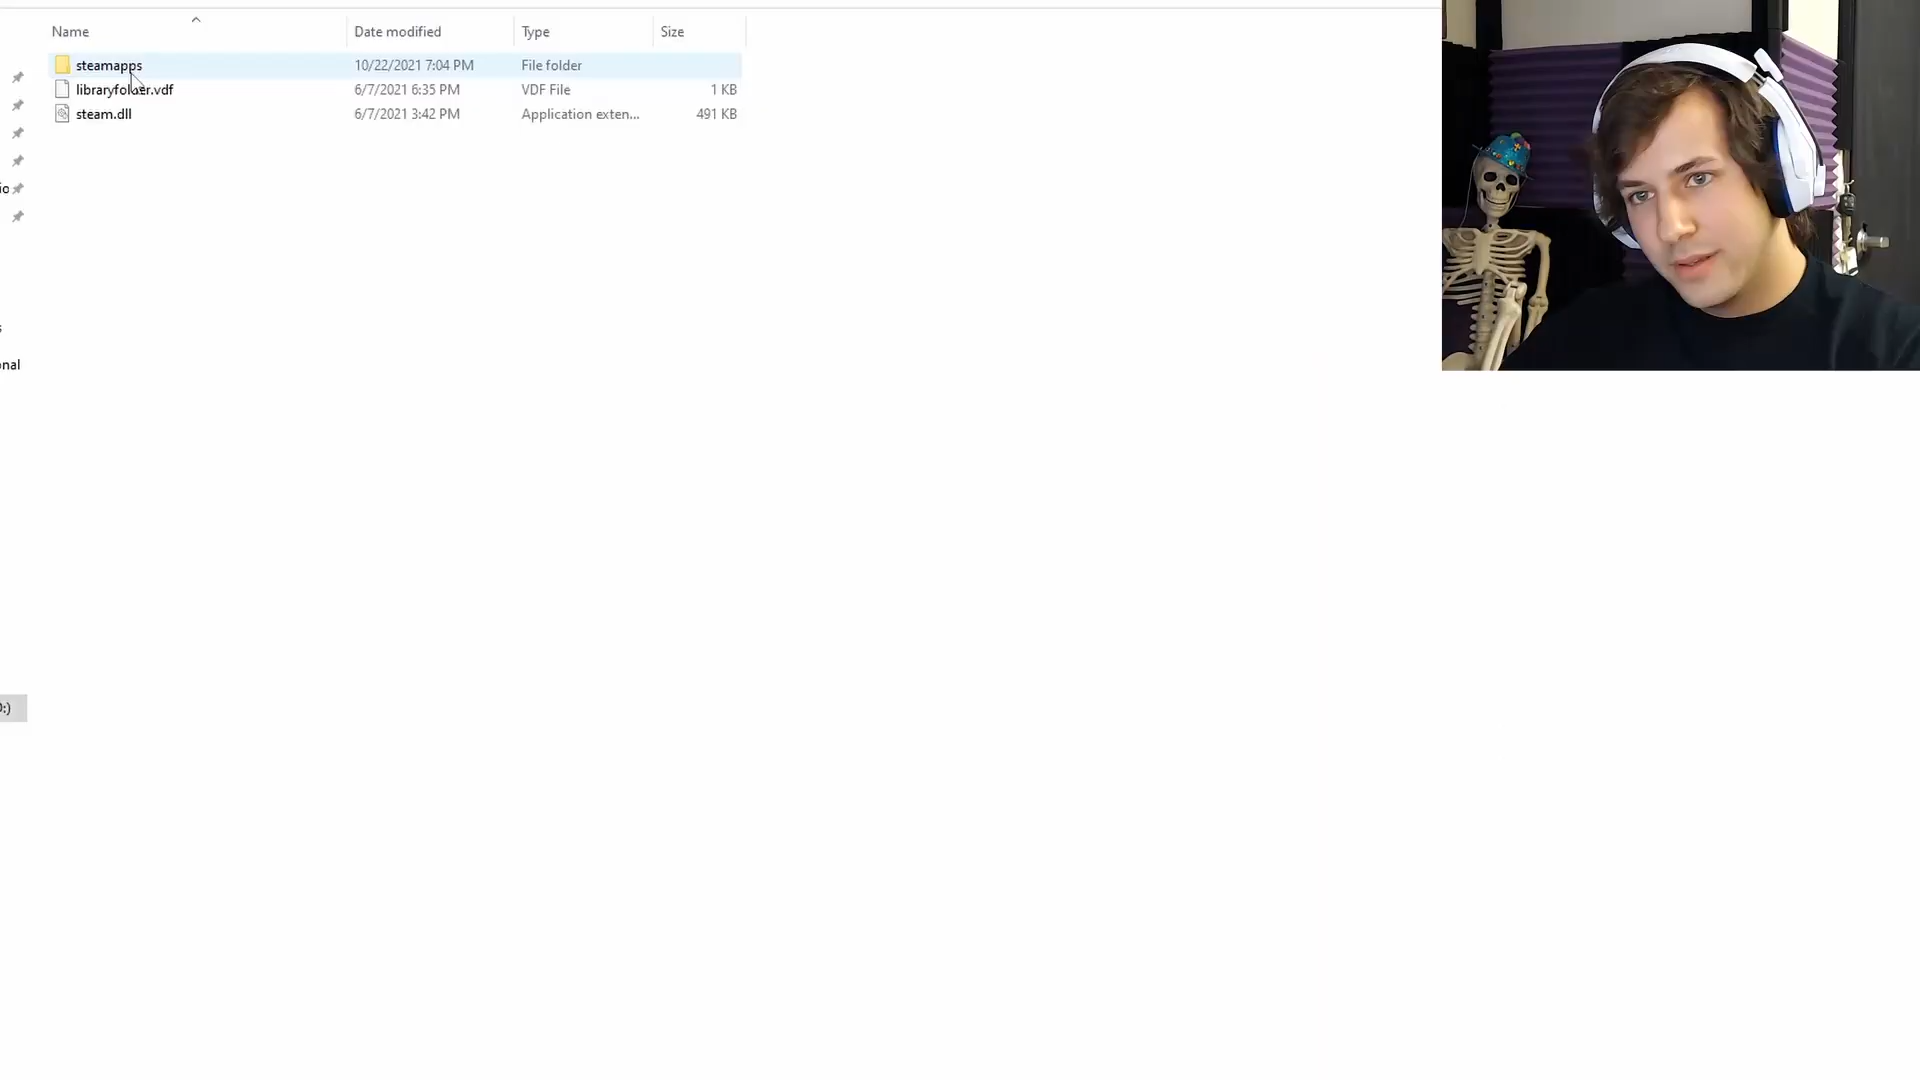 Name Date modified Type Size
steamapps 10/22/2021 7:04 PM File folder
libraryfolder.vdf 6/7/2021 6:35 PM VDF File 1 KB
steam.dll 6/7/2021 3:42 PM Application exten... 491 KB
io
s
onal
:)